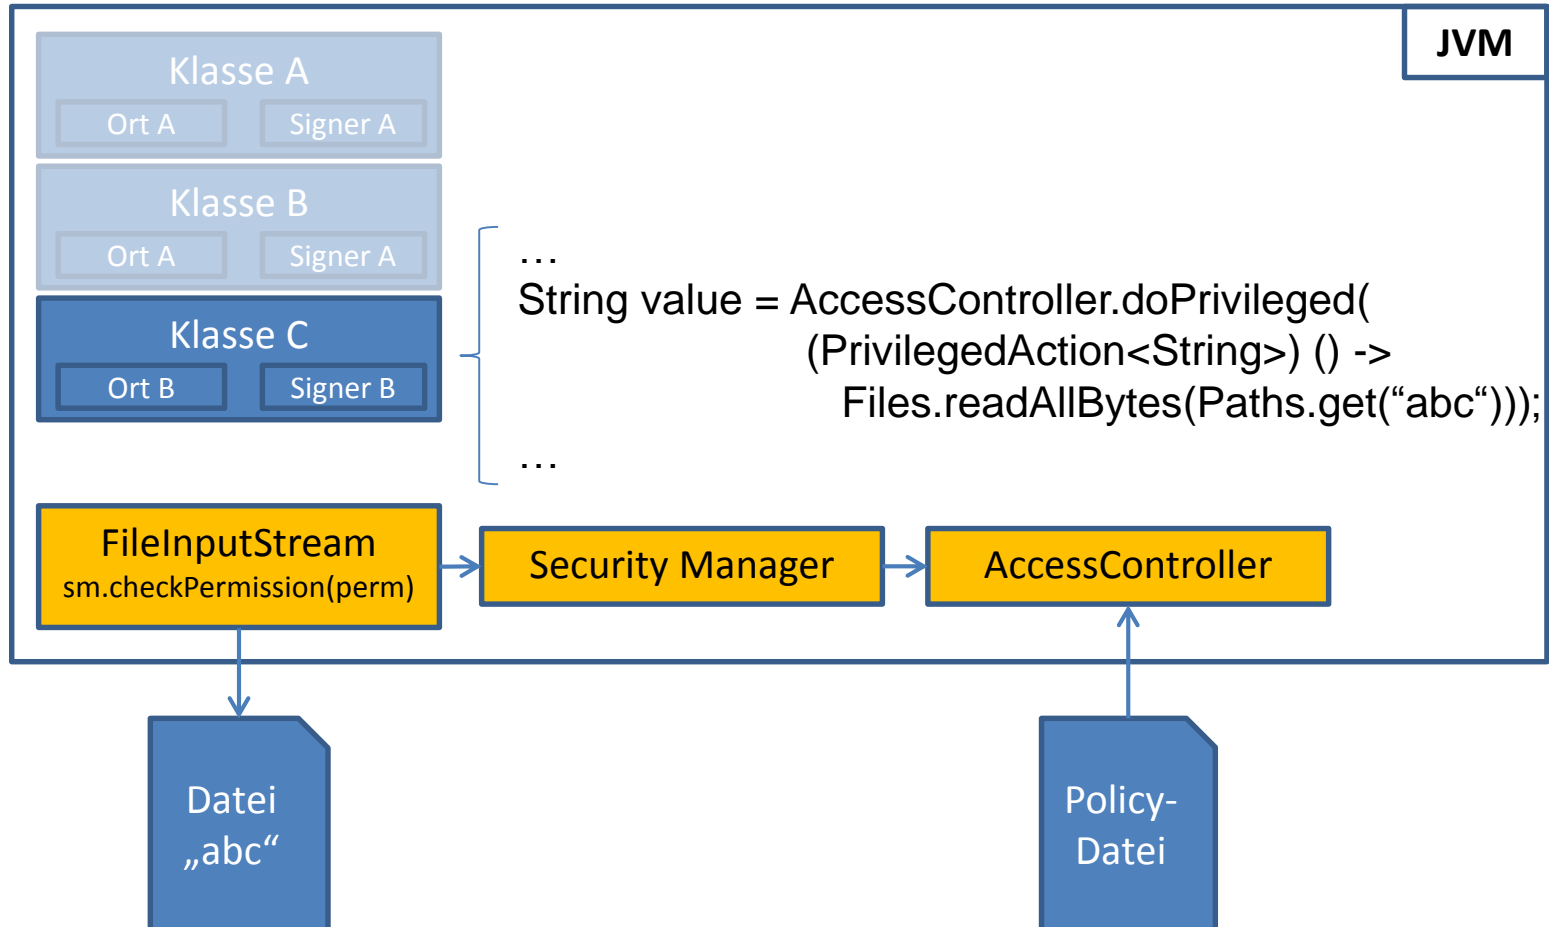 JVM
Klasse A
Ort A
Signer A
Klasse B
Ort A
Signer A
Klasse C
Ort B
Signer B
…
String value = AccessController.doPrivileged(
(PrivilegedAction<String>) () ->
Files.readAllBytes(Paths.get(“abc“)));
…
FileInputStream
sm.checkPermission(perm)
Security Manager
AccessController
Datei
„abc“
Policy-
Datei